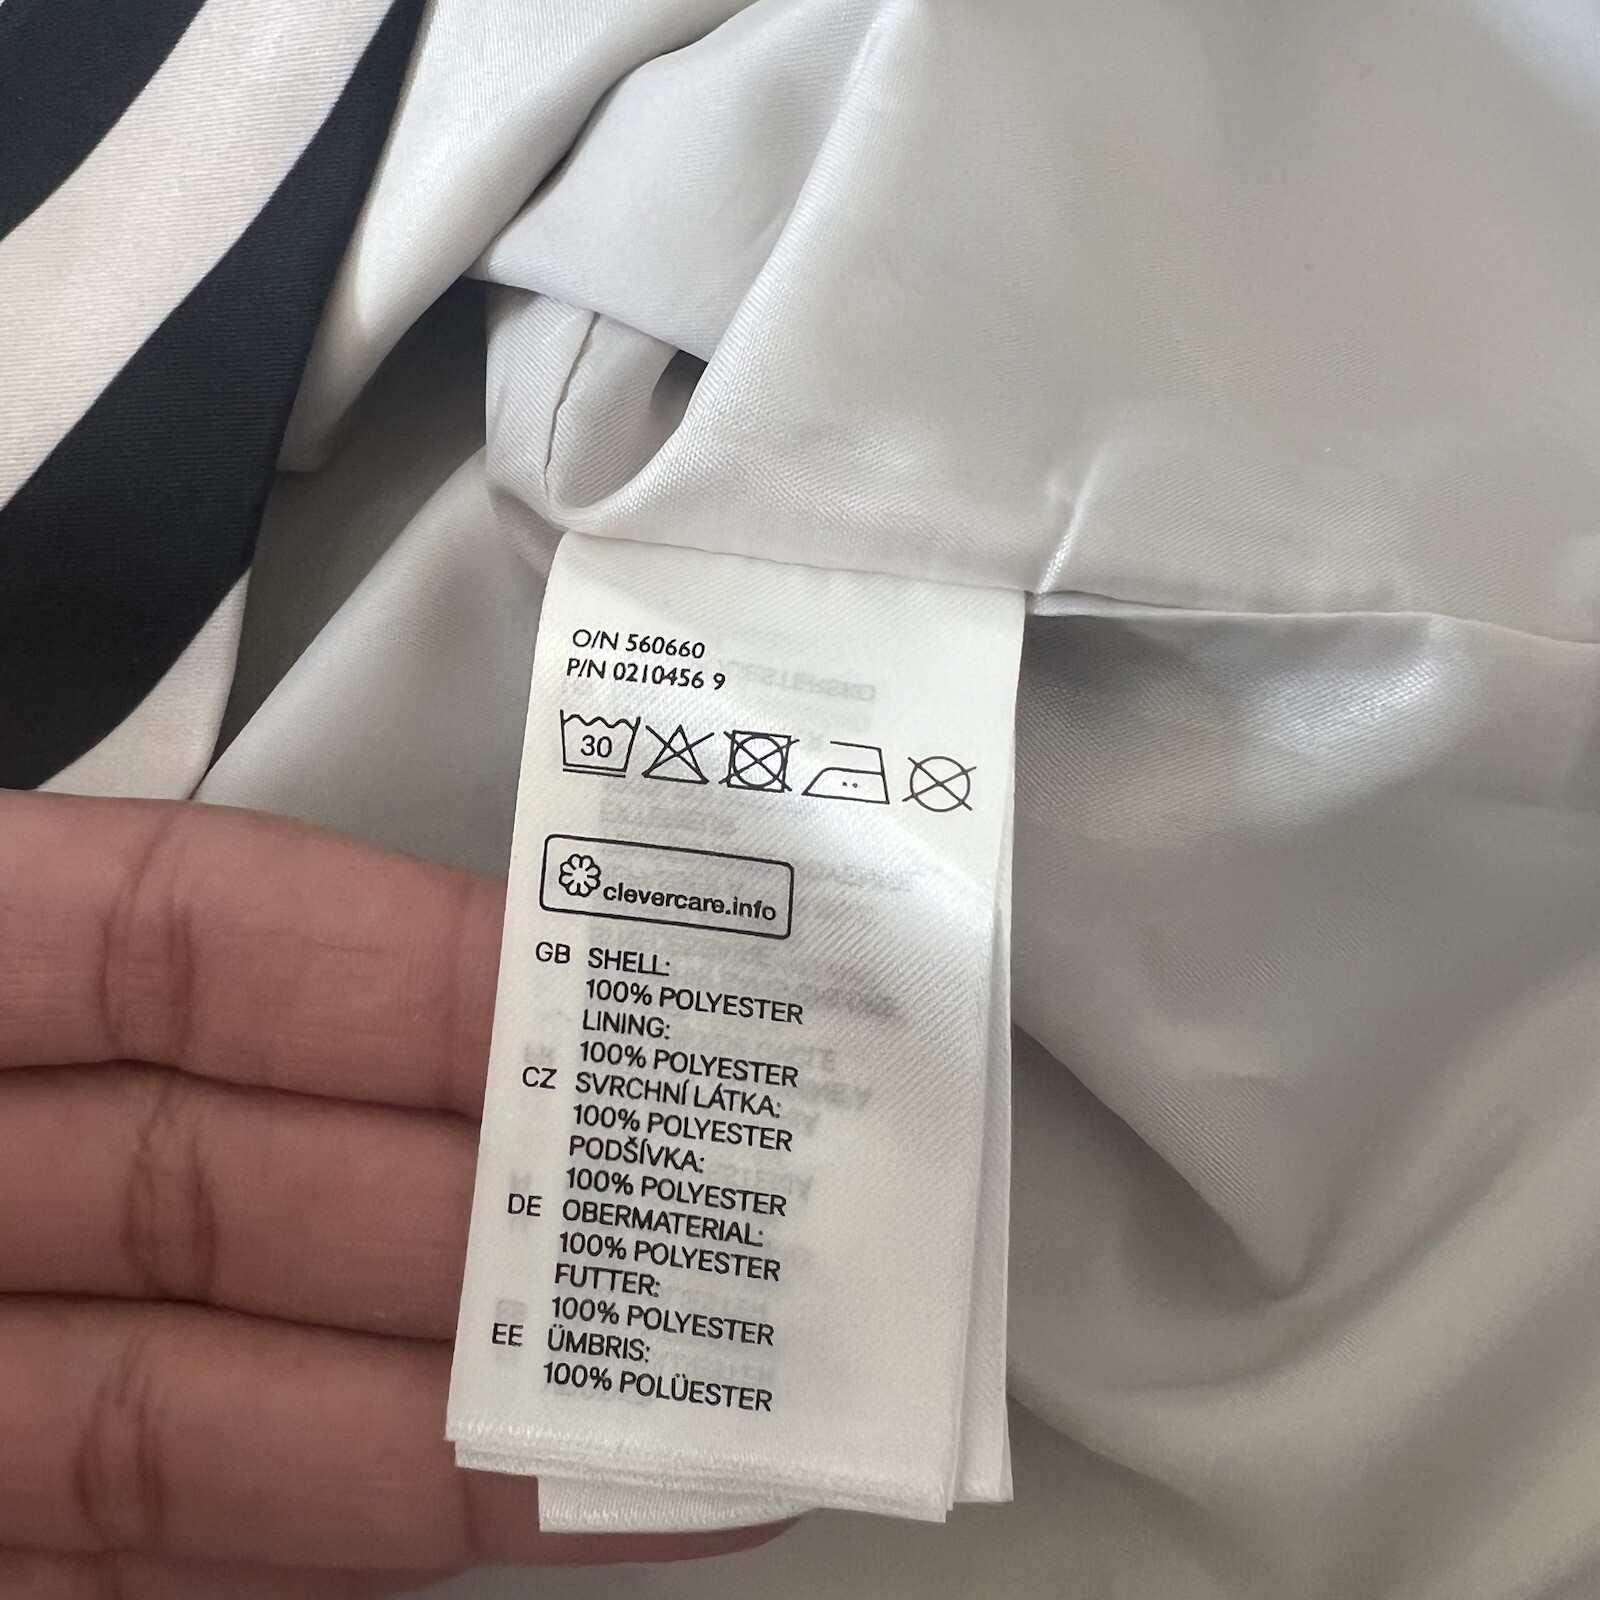 O/N 560660
P/N 0210456 9
30
clevercare.info
GB SHELL:
100% POLYESTER
LINING:
100% POLYESTER
CZ SVRCHNÍ LÁTKA:
100% POLYESTER
PODŠÍVKA:
100% POLYESTER
DE OBERMATERIAL:
100% POLYESTER
FUTTER:
100% POLYESTER
EE ÜMBRIS:
100% POLÜESTER